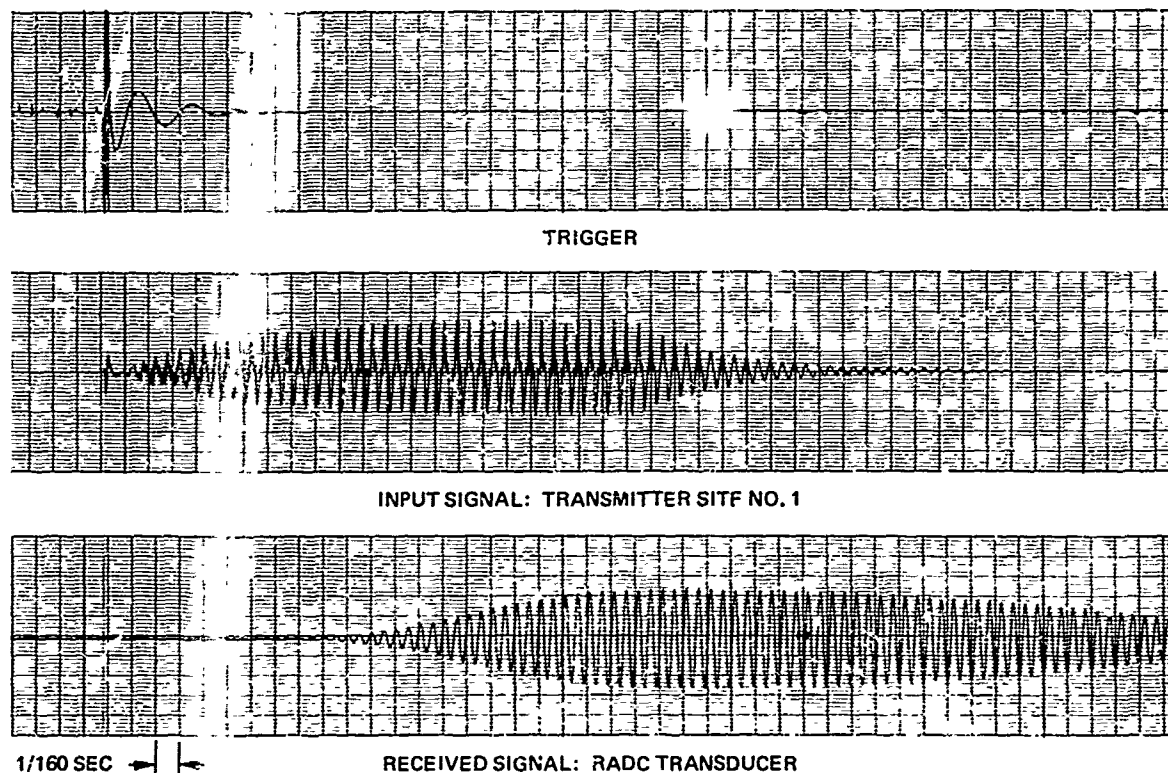 TRIGGER
INPUT SIGNAL: TRANSMITTER SITF NO. 1
1/160 SEC
RECEIVED SIGNAL: RADC TRANSDUCER